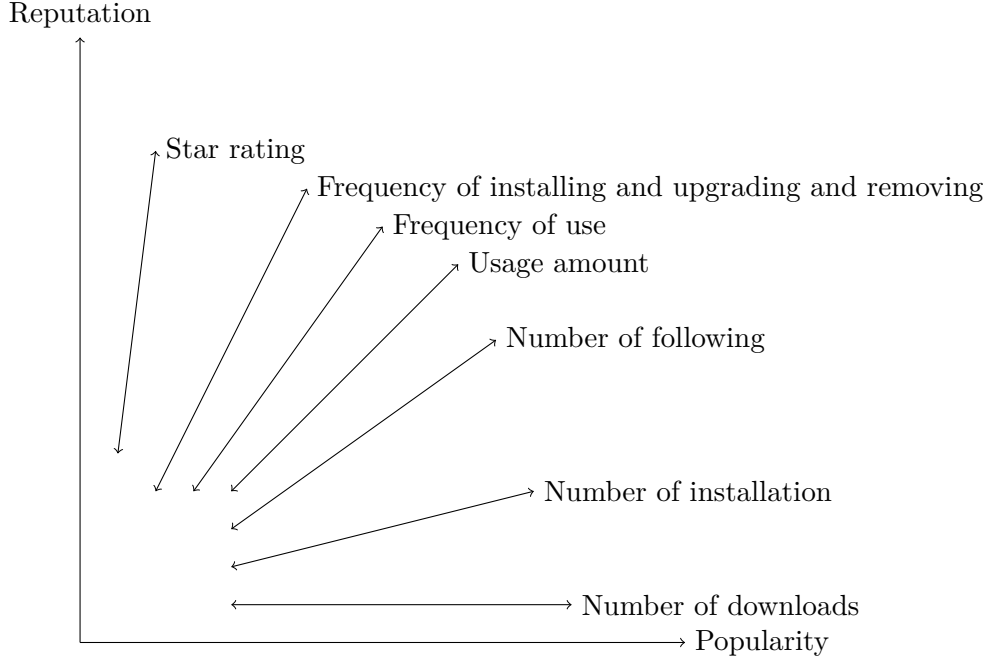 Reputation
Star rating
Frequency of installing and upgrading and removing
Frequency of use
Usage amount
Number of following
Number of installation
Number of downloads
Popularity